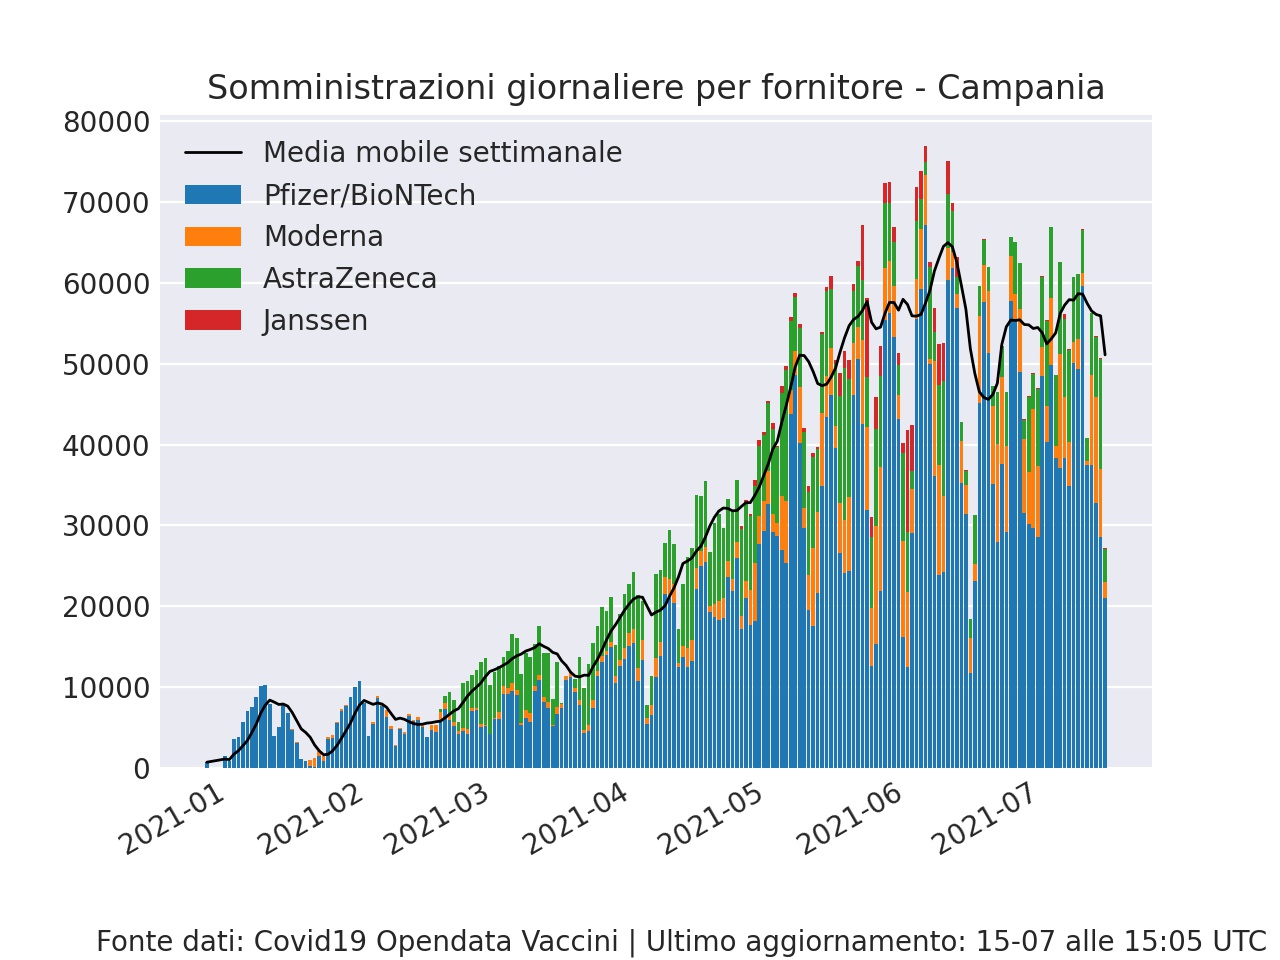 Somministrazioni giornaliere per fornitore - Campania
80000
70000
60000
50000
40000
30000
20000
10000
0
Media mobile settimanale
Pfizer/BioNTech
Moderna
AstraZeneca
Janssen
2021-01
2021-02
2021-03
2021-04
2021-05
2021-06
2021-07
Fonte dati: Covid19 Opendata Vaccini | Ultimo aggiornamento: 15-07 alle 15:05 UTC